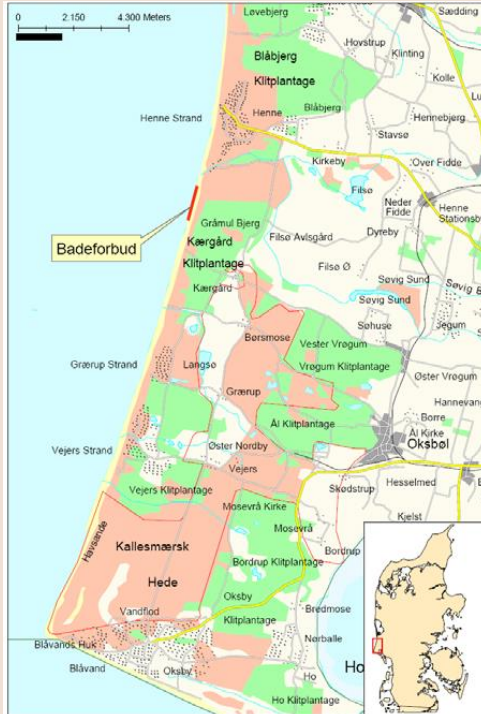 0 2.150 4.300 Meters
Løvebjerg
Sædding
Hovstrup
Klinting
Blåbjerg
Kolle
Klitplantage
Blåbjerg
Hennebjerg
Henne
Henne Strand
Stavsø
Kirkeby
Over Fidde
Filsø
Neder
Fidde
Henne
Stationsby
Gråmul Bjerg
Filsø Avlsgård
Dyreby
Badeforbud
Kærgård
Klitplantage
Filsø Ø
Søvig Sund
Søvig B
Kærgård
Søvig Sund
Børsmose
Søhuse
Jegum
Vester Vrøgum
Grærup Strand
Langsø
Vrøgum Klitplantage
Øster Vrøgum
Grærup
Hannevang
Borre
Ål Klitplantage
Ål Kirke
Oksbøl
Vejers Strand
Øster Nordby
Vejers
Hesselmed
Skødstrup
Vejers Klitplantage
Mosevrå Kirke
Kjelst
Mosevrå
Havsande
Kallesmærsk
Bordrup
Bordrup Klitplantage
Hede
Oksby
Vandflod
Klitplantage
Bredmose
Blåvands Huk
Nørballe
Blåvand
Oksby
Ho
Ho
Ho Klitplantage